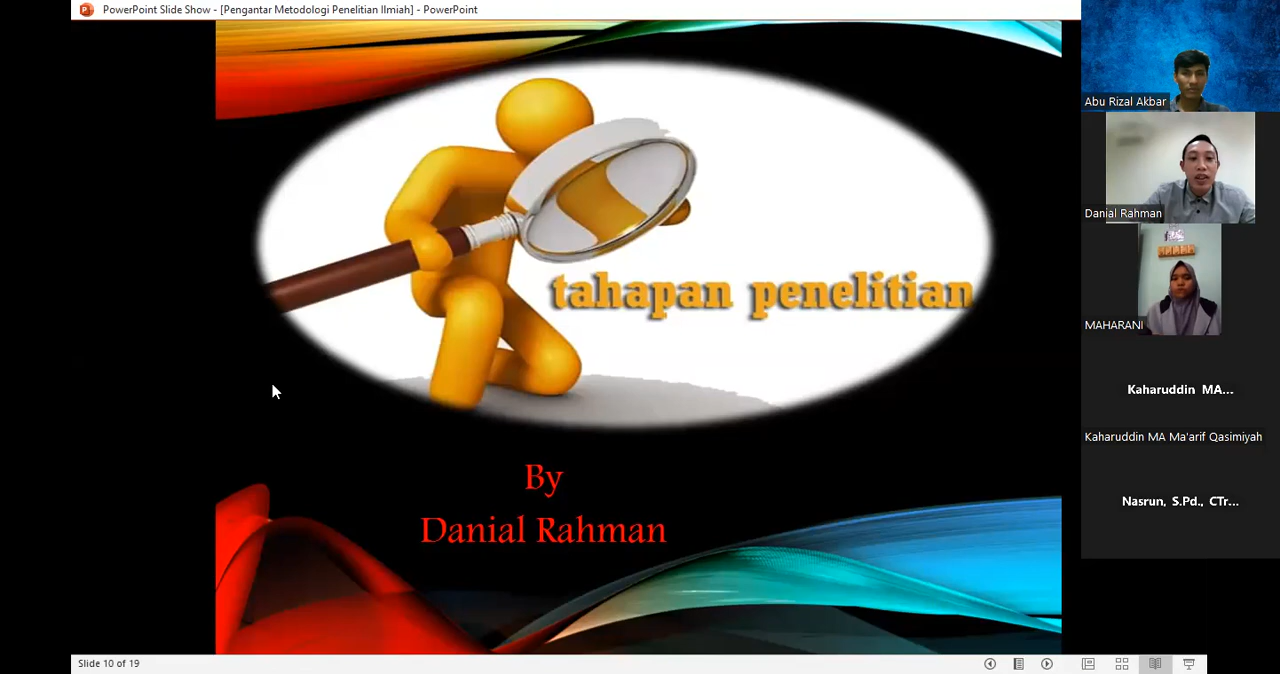 PowerPoint Slide Show - [Pengantar Metodologi Penelitian Ilmiah] - PowerPoint
tahapan penelitian
By
Danial Rahman
Slide 10 of 19
Abu Rizal Akbar
Danial Rahman
MAHARANI
Kaharuddin MA...
Kaharuddin MA Ma'arif Qasimiyah
Nasrun, S.Pd., CTr...